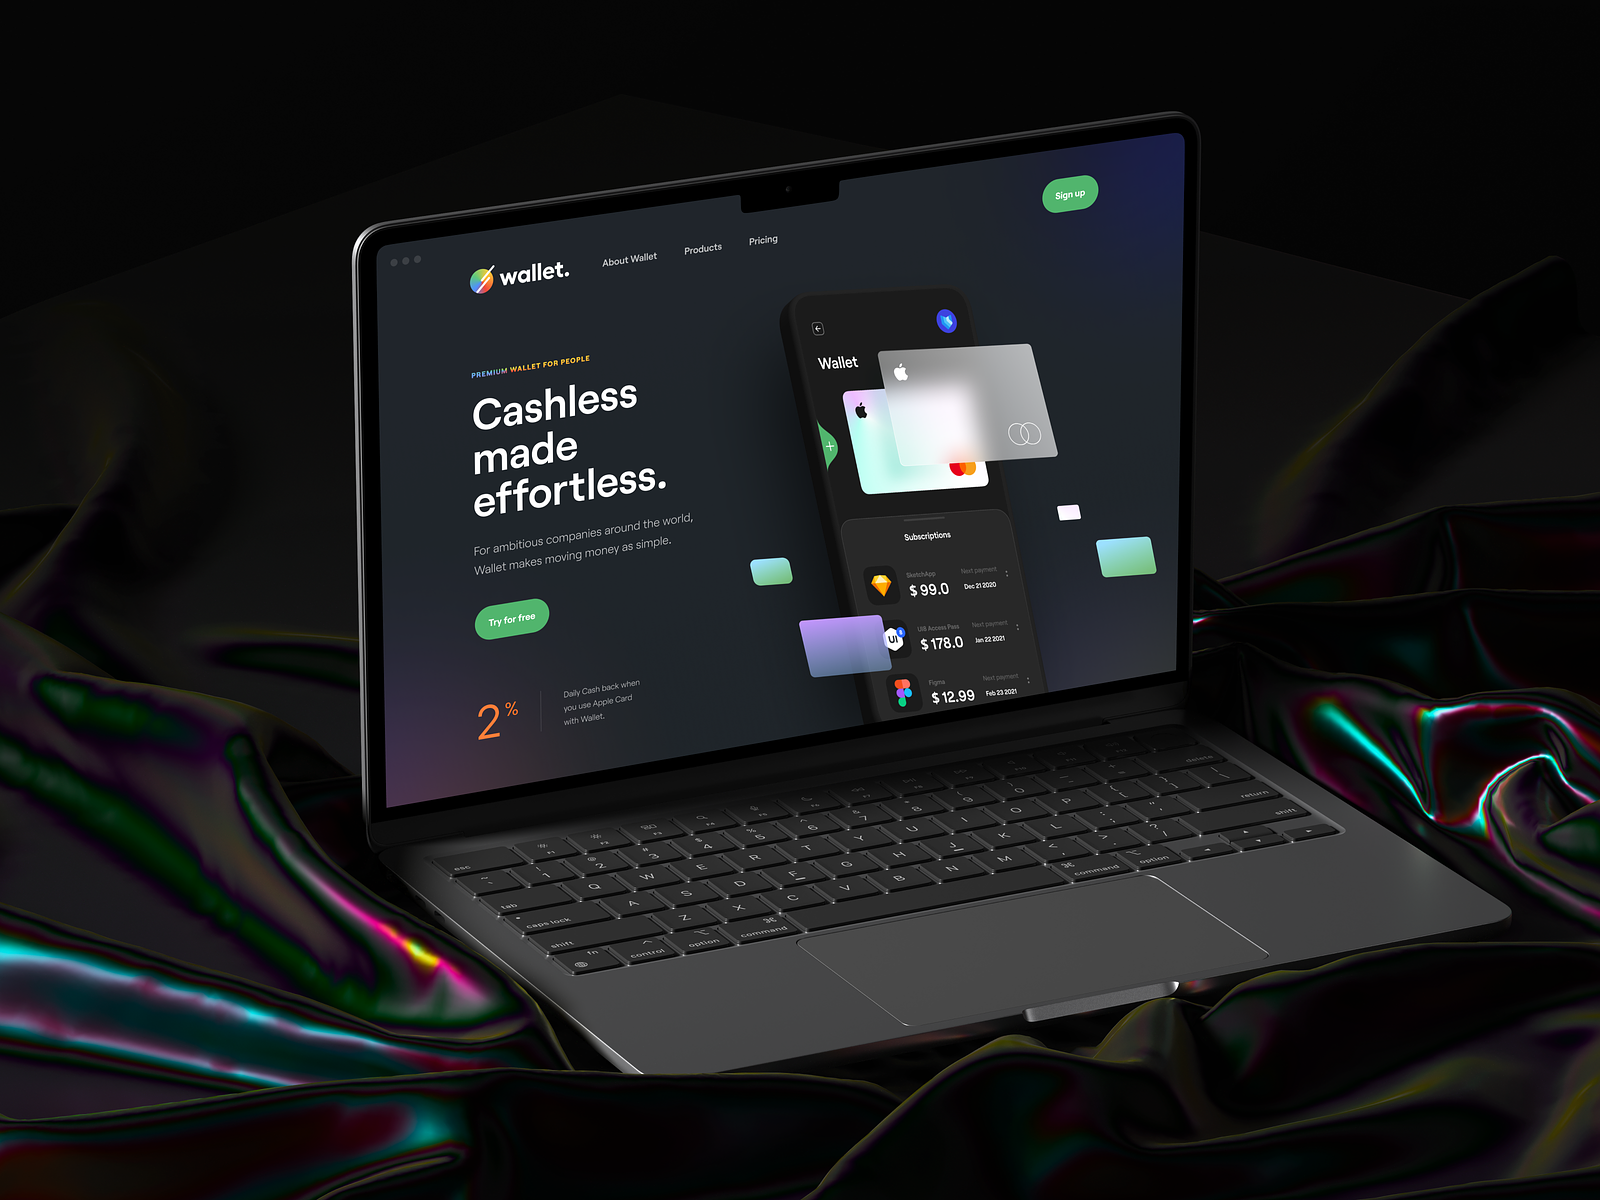 Sign up
wallet.
About Wallet
Products
Pricing
PREMIUM WALLET FOR PEOPLE
Cashless
made
effortless.
For ambitious companies around the world,
Wallet makes moving money as simple.
Try for free
2%
Daily Cash back when
you use Apple Card
with Wallet.
Wallet
Subscriptions
SketchApp
$ 99.0
Next payment
Dec 21 2020
UI8 Access Pass
$ 178.0
Next payment
Jan 22 2021
Figma
$ 12.99
Next payment
Feb 23 2021
esc
delete
tab Q W E R T Y U I O P
return
caps lock A S D F G H J K L
shift Z X C V B N M
shift
fn control option command
command option